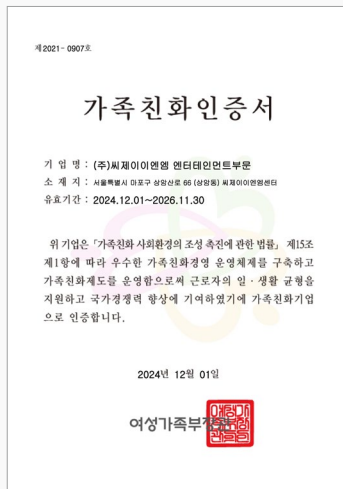 제2021- 0907호
가족친화인증서
기 업 명 : (주)씨제이이엔엠 엔터테인먼트부문
소 재 지 : 서울특별시 마포구 상암산로 66 (상암동) 씨제이이엔엠센터
유효기간 : 2024.12.01~2026.11.30
위 기업은「가족친화 사회환경의 조성 촉진에 관한 법률」 제15조
제1항에 따라 우수한 가족친화경영 운영체제를 구축하고
가족친화제도를 운영함으로써 근로자의 일 · 생활 균형을
지원하고 국가경쟁력 향상에 기여하였기에 가족친화기업
으로 인증합니다.
2024년 12월 01일
여성가족부장관